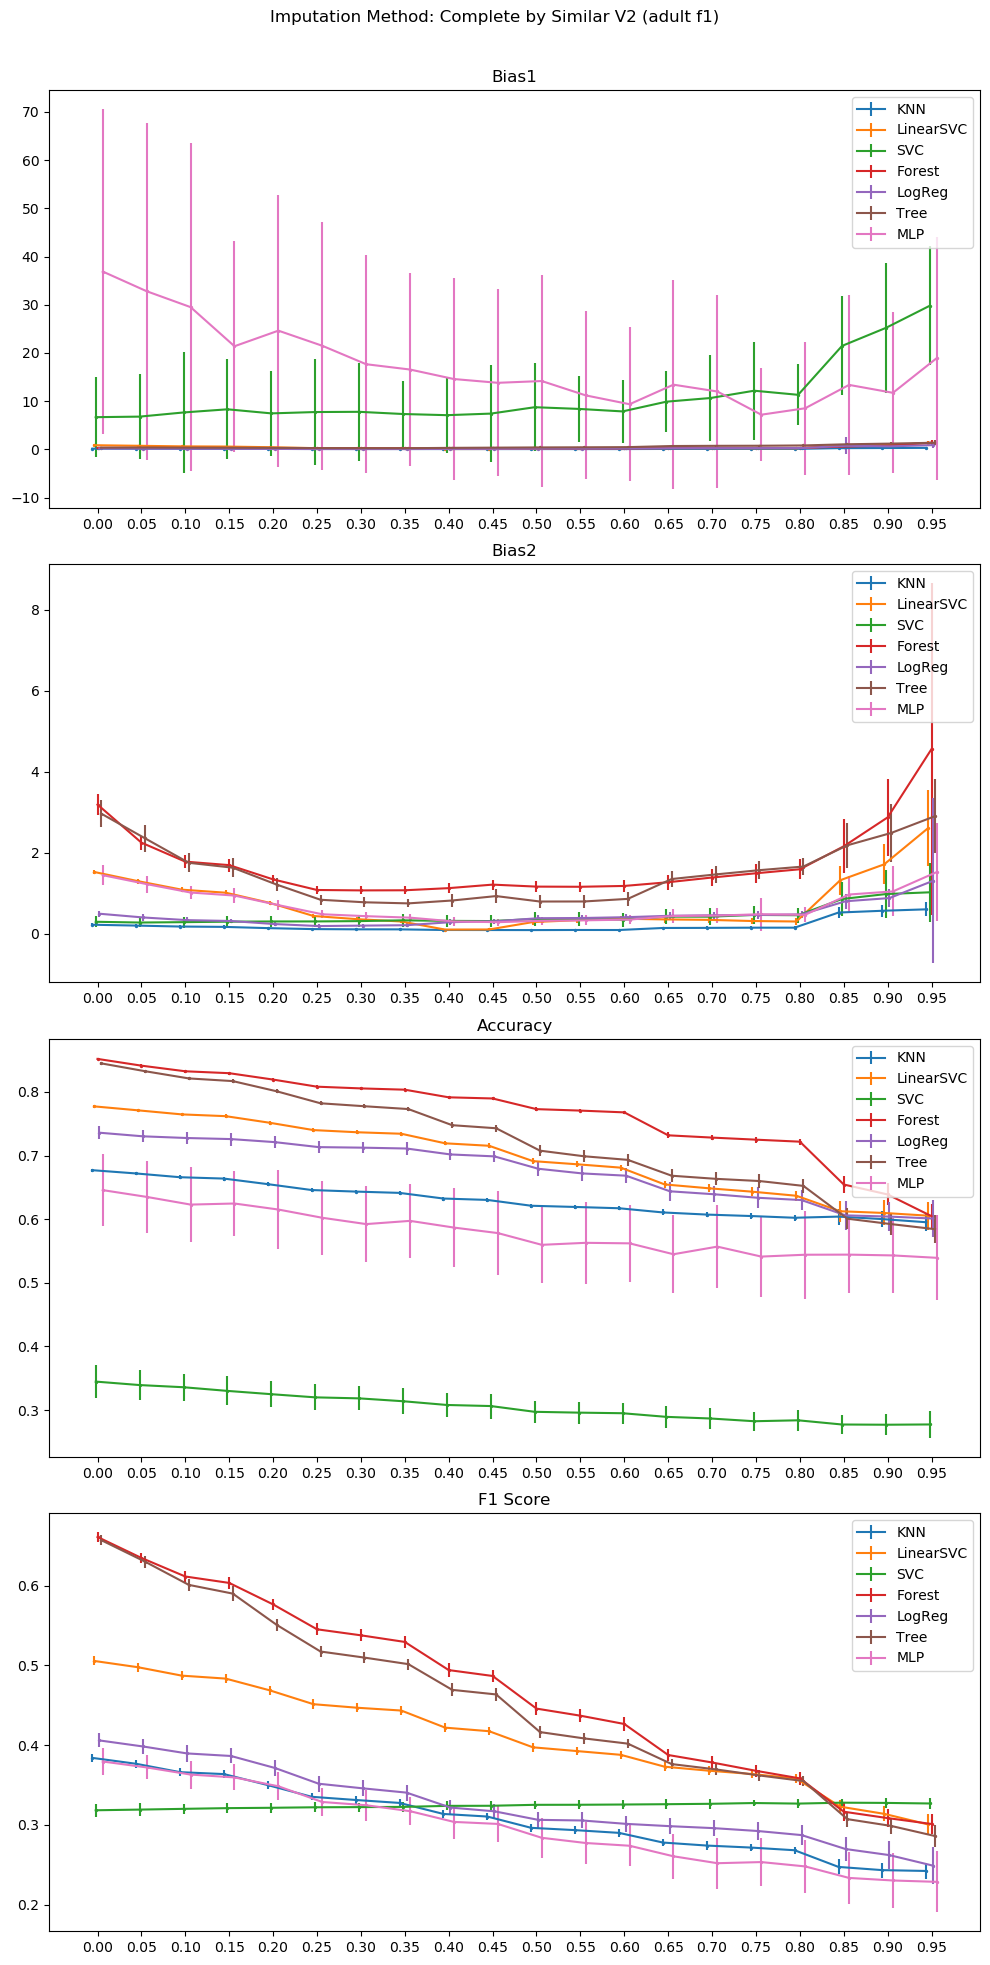 Imputation Method: Complete by Similar V2 (adult f1)
Bias1
70
60
50
40
30
20
10
0
−10
KNN
LinearSVC
SVC
Forest
LogReg
Tree
MLP
0.00 0.05 0.10 0.15 0.20 0.25 0.30 0.35 0.40 0.45 0.50 0.55 0.60 0.65 0.70 0.75 0.80 0.85 0.90 0.95
Bias2
8
6
4
2
0
KNN
LinearSVC
SVC
Forest
LogReg
Tree
MLP
0.00 0.05 0.10 0.15 0.20 0.25 0.30 0.35 0.40 0.45 0.50 0.55 0.60 0.65 0.70 0.75 0.80 0.85 0.90 0.95
Accuracy
0.8
0.7
0.6
0.5
0.4
0.3
KNN
LinearSVC
SVC
Forest
LogReg
Tree
MLP
0.00 0.05 0.10 0.15 0.20 0.25 0.30 0.35 0.40 0.45 0.50 0.55 0.60 0.65 0.70 0.75 0.80 0.85 0.90 0.95
F1 Score
0.6
0.5
0.4
0.3
0.2
KNN
LinearSVC
SVC
Forest
LogReg
Tree
MLP
0.00 0.05 0.10 0.15 0.20 0.25 0.30 0.35 0.40 0.45 0.50 0.55 0.60 0.65 0.70 0.75 0.80 0.85 0.90 0.95